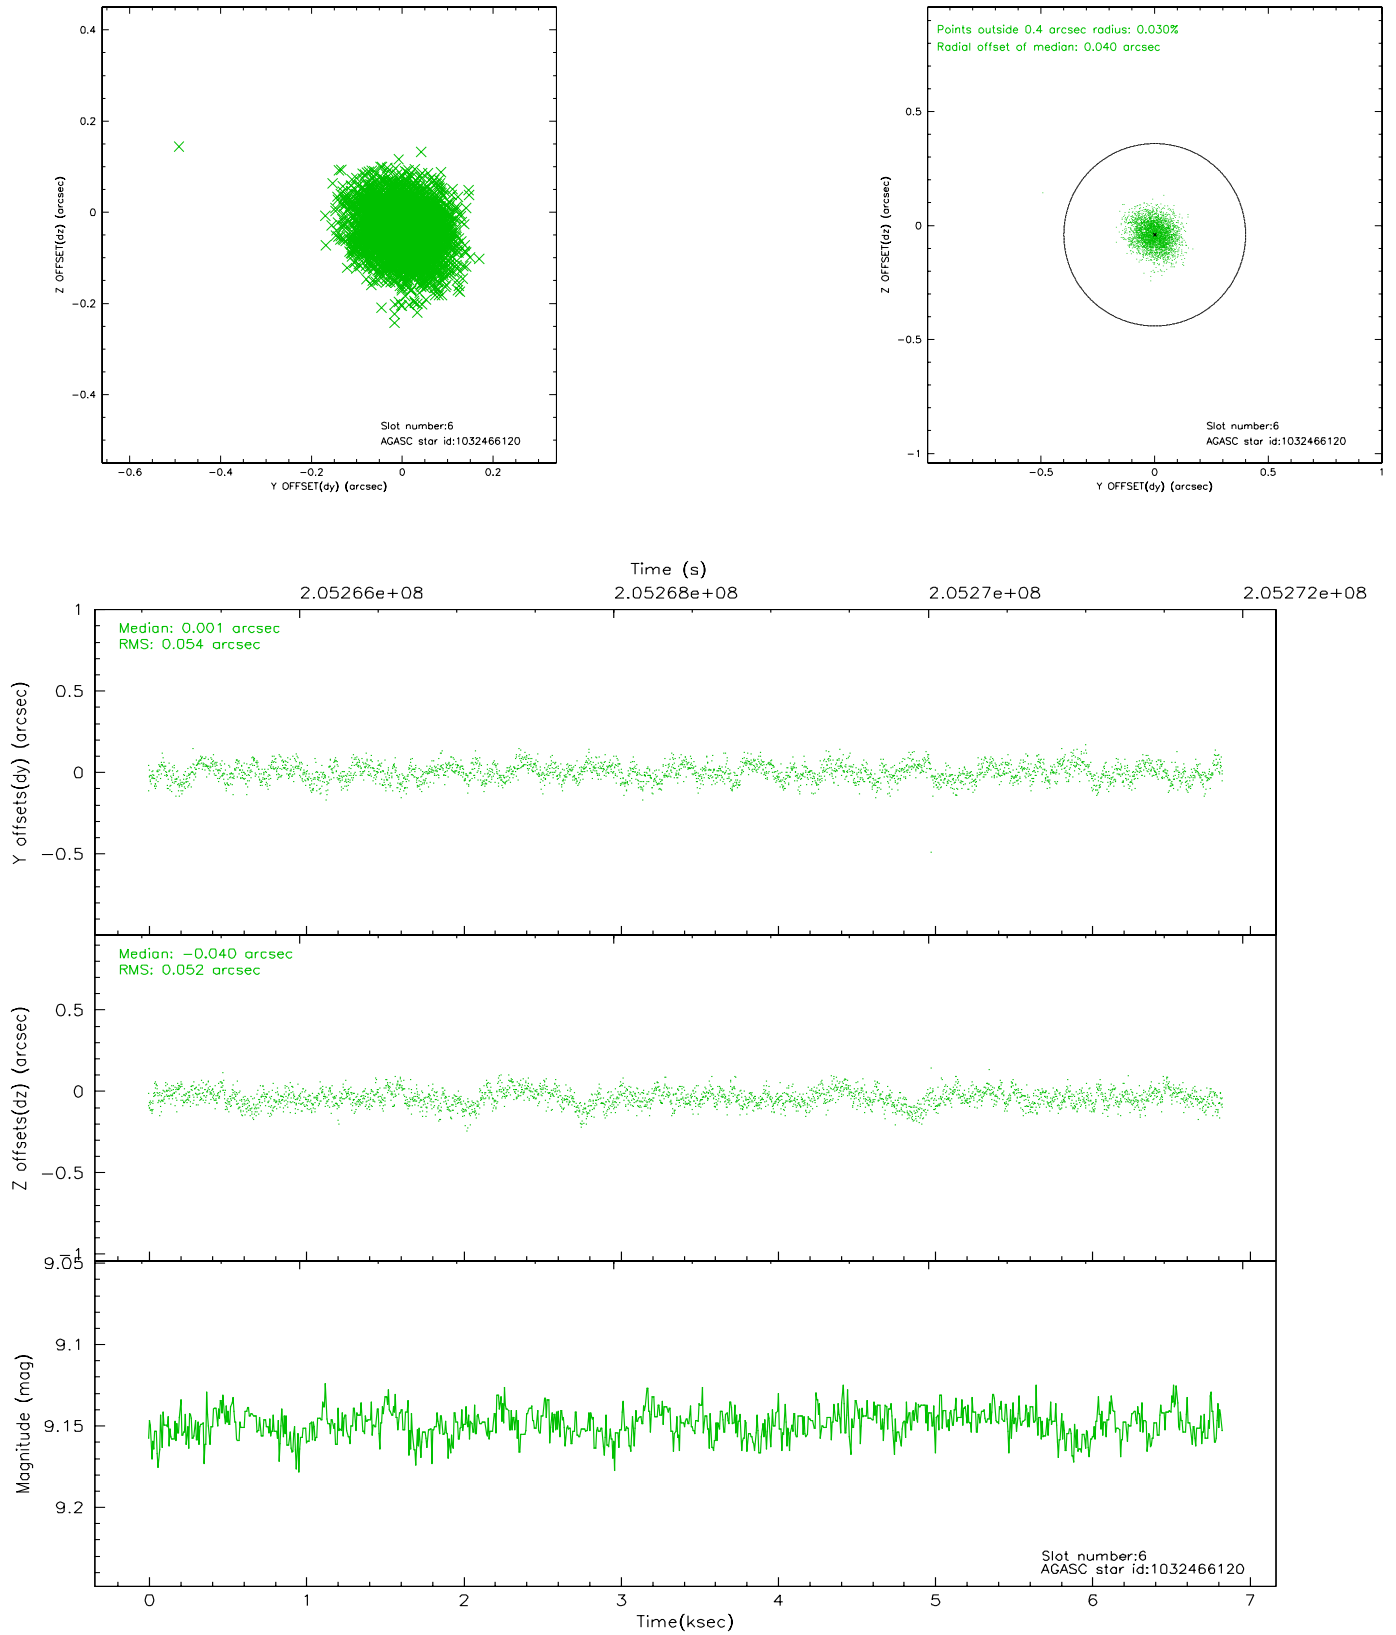 0.4
0.2
0
−0.2
−0.4
Z OFFSET(dz) (arcsec)
Slot number:6
AGASC star id:1032466120
−0.6
−0.4
−0.2
0
0.2
Y OFFSET(dy) (arcsec)
Points outside 0.4 arcsec radius: 0.030%
Radial offset of median: 0.040 arcsec
0.5
0
−0.5
−1
Z OFFSET(dz) (arcsec)
Slot number:6
AGASC star id:1032466120
−0.5
0
0.5
1
Y OFFSET(dy) (arcsec)
Time (s)
2.05266e+08
2.05268e+08
2.0527e+08
2.05272e+08
1
0.5
0
−0.5
Y offsets(dy) (arcsec)
Median: 0.001 arcsec
RMS: 0.054 arcsec
0.5
0
−0.5
−1
Z offsets(dz) (arcsec)
Median: −0.040 arcsec
RMS: 0.052 arcsec
9.05
9.1
9.15
9.2
Magnitude (mag)
Slot number:6
AGASC star id:1032466120
0
1
2
3
4
5
6
7
Time(ksec)